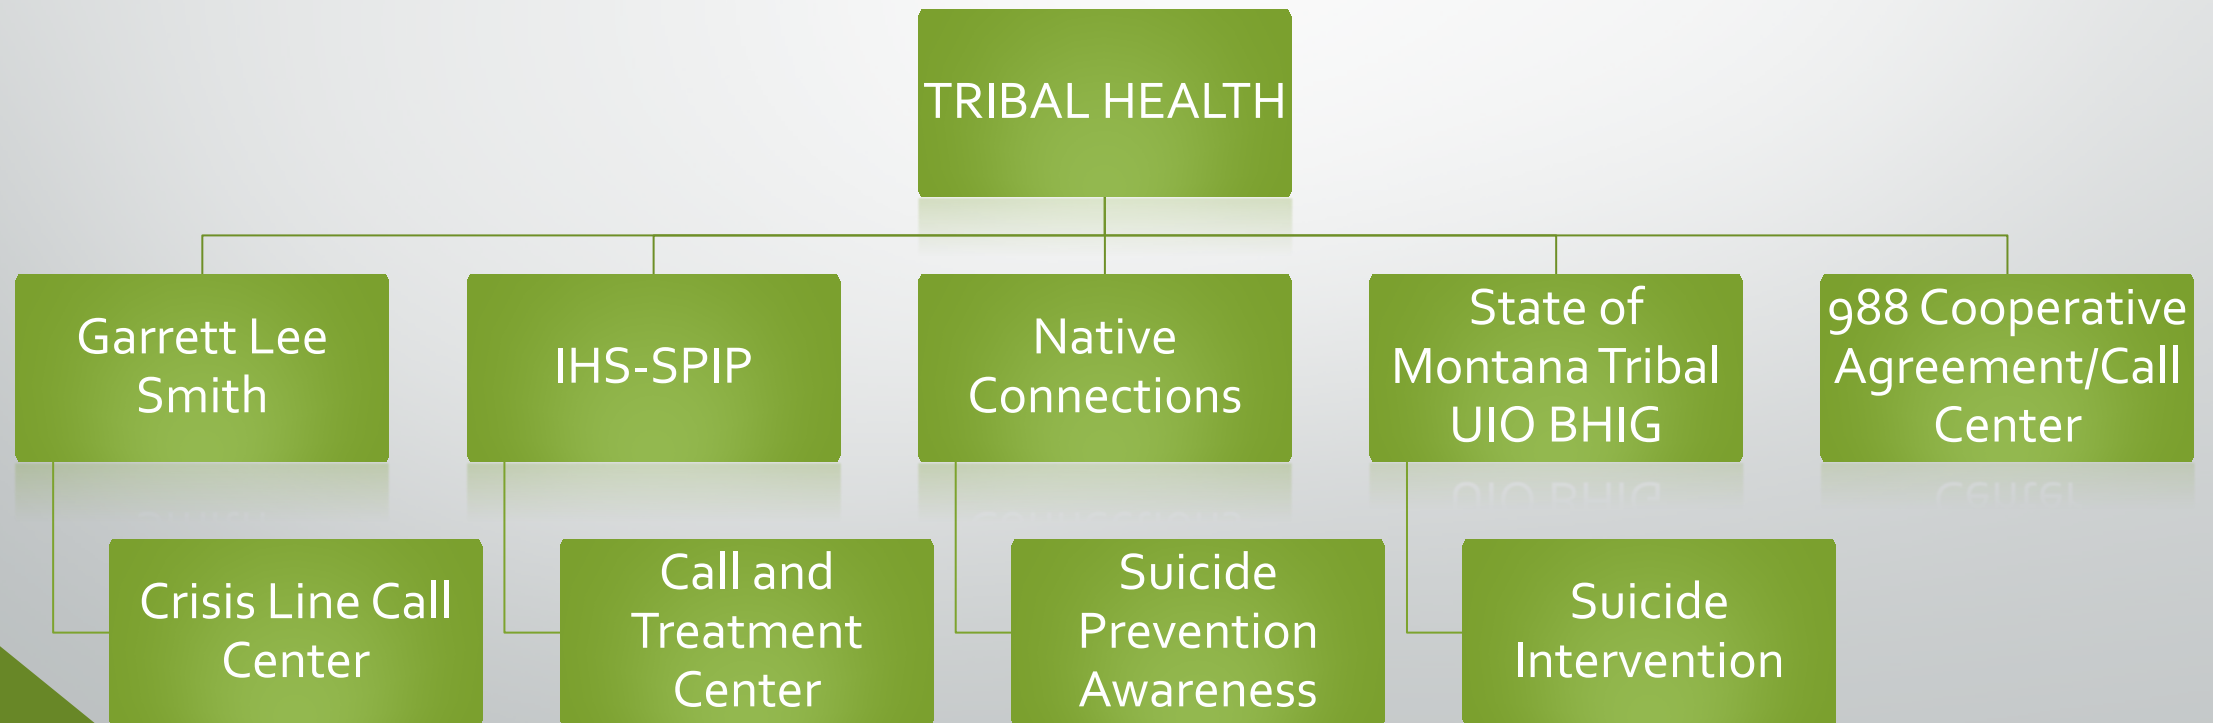 TRIBAL HEALTH
Garrett Lee
Smith
IHS-SPIP
Native
Connections
State of
Montana Tribal
UIO BHIG
988 Cooperative
Agreement/Call
Center
Crisis Line Call
Center
Call and
Treatment
Center
Suicide
Prevention
Awareness
Suicide
Intervention